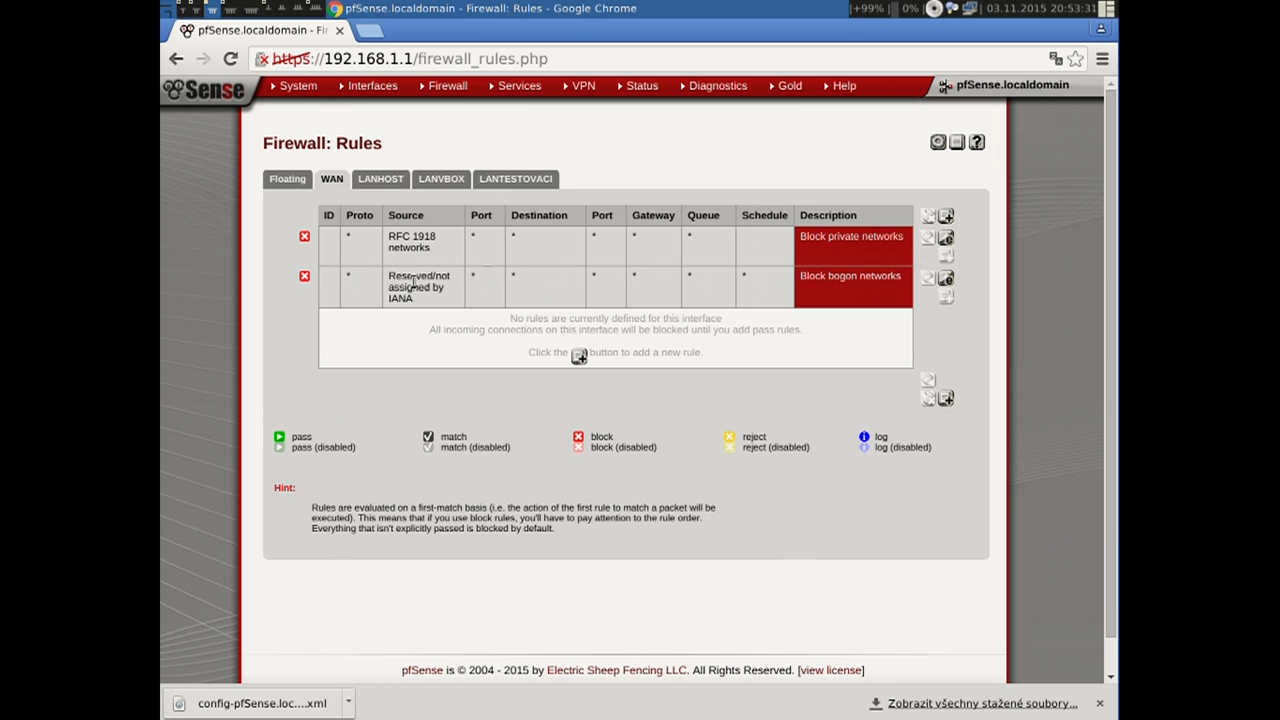 pfSense.localdomain - Firewall: Rules - Google Chrome
+99% 0% 03.11.2015 20:53:31
pfSense.localdomain - Fir
https://192.168.1.1/firewall_rules.php
Sense System Interfaces Firewall Services VPN Status Diagnostics Gold Help pfSense.localdomain
Firewall: Rules
Floating WAN LANHOST LANVBOX LANTESTOVACI
ID Proto Source Port Destination Port Gateway Queue Schedule Description
* RFC 1918 * * * * * Block private networks
networks
* Reserved/not * * * * * * Block bogon networks
assigned by
IANA
No rules are currently defined for this interface
All incoming connections on this interface will be blocked until you add pass rules.
Click the button to add a new rule.
pass match block reject log
pass (disabled) match (disabled) block (disabled) reject (disabled) log (disabled)
Hint:
Rules are evaluated on a first-match basis (i.e. the action of the first rule to match a packet will be
executed). This means that if you use block rules, you'll have to pay attention to the rule order.
Everything that isn't explicitly passed is blocked by default.
pfSense is © 2004 - 2015 by Electric Sheep Fencing LLC. All Rights Reserved. [view license]
config-pfSense.loc....xml Zobrazit všechny stažené soubory...